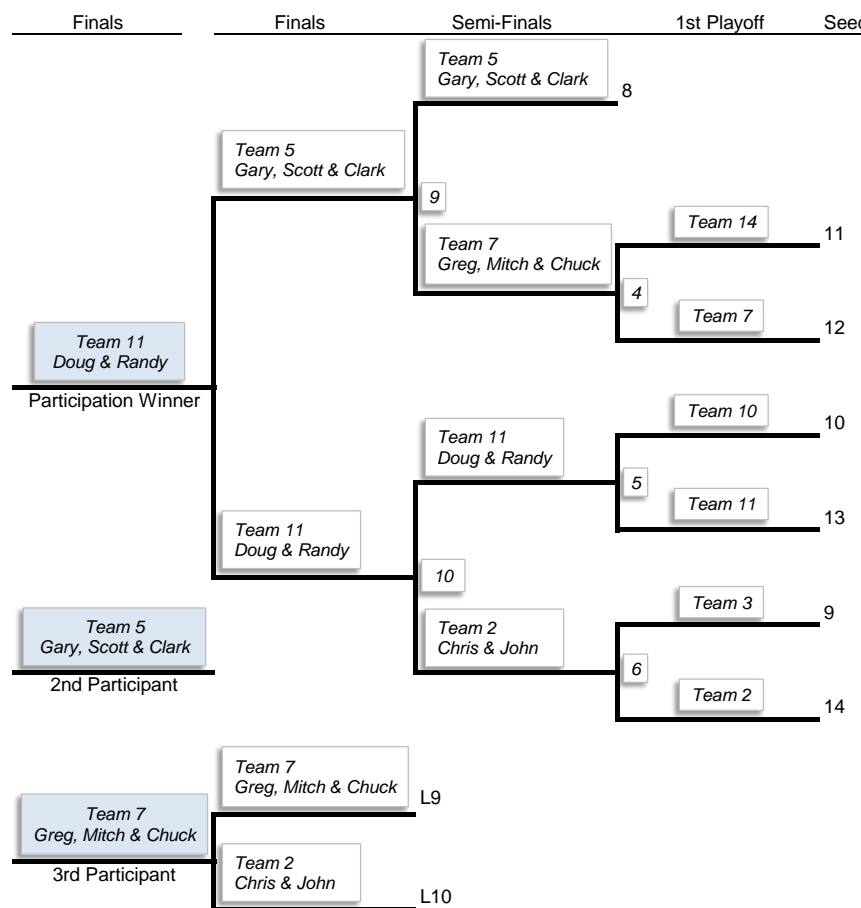 Finals
Finals
Semi-Finals
1st Playoff
Seed
Team 5
Gary, Scott & Clark
8
Team 5
Gary, Scott & Clark
9
Team 14
11
Team 7
Greg, Mitch & Chuck
4
Team 7
12
Team 11
Doug & Randy
Participation Winner
Team 10
10
Team 11
Doug & Randy
5
Team 11
13
Team 11
Doug & Randy
10
Team 3
9
Team 2
Chris & John
6
Team 5
Gary, Scott & Clark
2nd Participant
Team 2
14
Team 7
Greg, Mitch & Chuck
L9
Team 7
Greg, Mitch & Chuck
3rd Participant
Team 2
Chris & John
L10